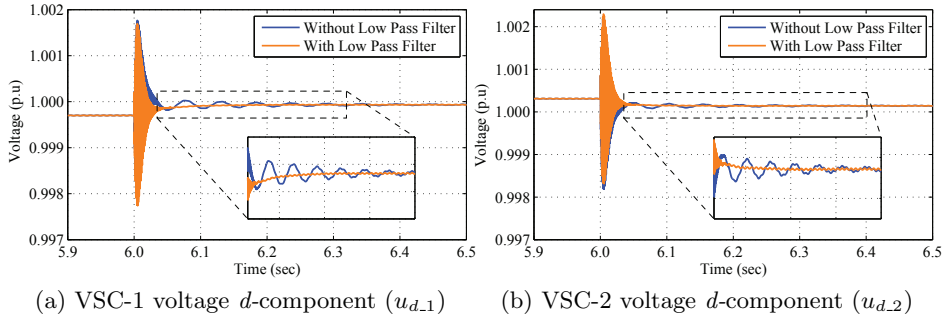 1.002
1.001
1.000
0.999
0.998
0.997
Voltage (p.u)
Without Low Pass Filter
With Low Pass Filter
5.9 6.0 6.1 6.2 6.3 6.4 6.5
Time (sec)
(a) VSC-1 voltage d-component (u_{d_1})
1.002
1.001
1.000
0.999
0.998
0.997
Voltage (p.u)
Without Low Pass Filter
With Low Pass Filter
5.9 6.0 6.1 6.2 6.3 6.4 6.5
Time (sec)
(b) VSC-2 voltage d-component (u_{d_2})